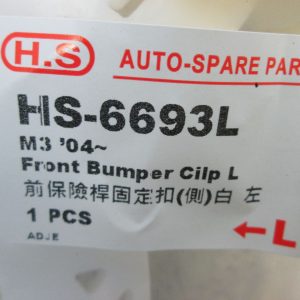 H.S
AUTO-SPARE PAR
HS-6693L
M3 '04~
Front Bumper Cilp L
前保險桿固定扣(側)白 左
1 PCS
←L
ADJE